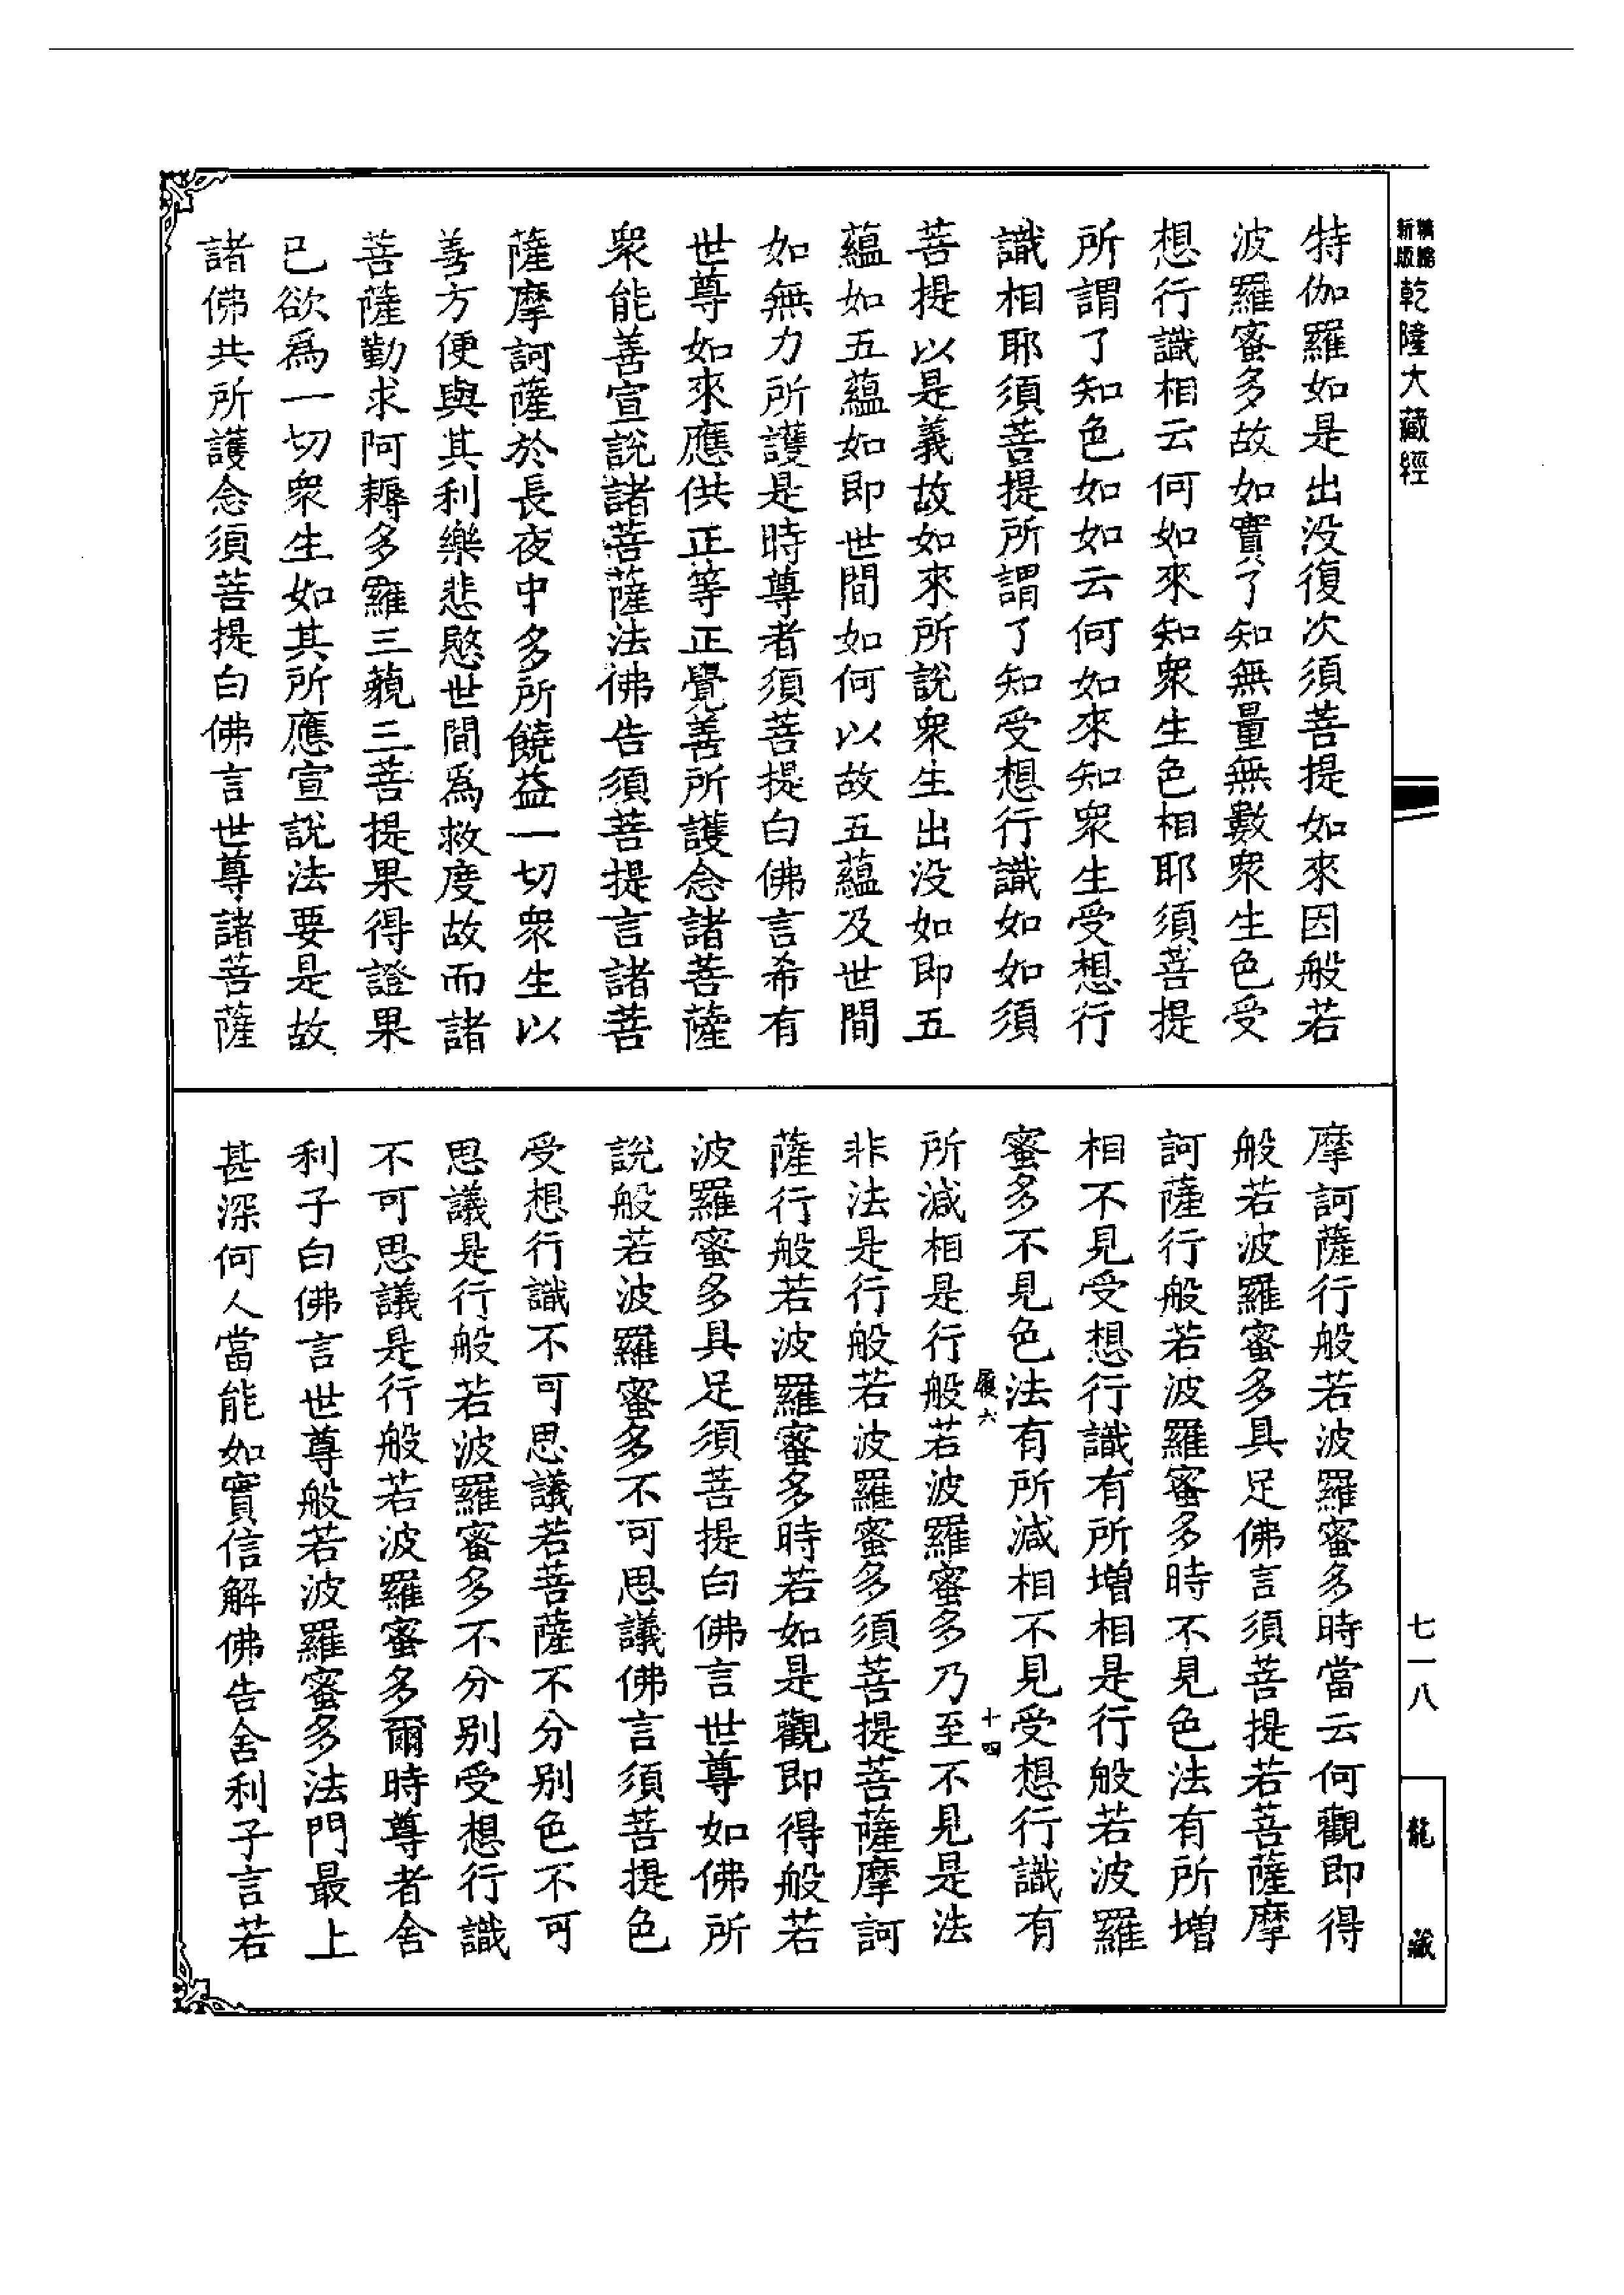 新版
乾隆大藏經
特伽羅如是出没復次須菩提如來因般若
波羅蜜多故如實了知無量無數衆生色受
想行識相云何如來知衆生色相耶須菩提
所謂了知色如如云何如來知衆生受想行
識相耶須菩提所謂了知受想行識如如須
菩提以是義故如來所說衆生出没如即五
蘊如五蘊如即世間如何以故五蘊及世間
如無力所護是時尊者須菩提白佛言希有
世尊如來應供正等正覺善所護念諸菩薩
衆能善宣說諸菩薩法佛告須菩提言諸菩
薩摩訶薩於長夜中多所饒益一切衆生以
善方便與其利樂悲愍世間爲救度故而諸
菩薩勤求阿耨多羅三藐三菩提果得證果
已欲爲一切衆生如其所應宣說法要是故
諸佛共所護念須菩提白佛言世尊諸菩薩
摩訶薩行般若波羅蜜多時當云何觀即得
般若波羅蜜多具足佛言須菩提若菩薩摩
訶薩行般若波羅蜜多時不見色法有所增
相不見受想行識有所增相是行般若波羅
蜜多不見色法有所減相不見受想行識有
履六
十四
所減相是行般若波羅蜜多乃至不見是法
非法是行般若波羅蜜多須菩提菩薩摩訶
薩行般若波羅蜜多時若如是觀即得般若
波羅蜜多具足須菩提白佛言世尊如佛所
說般若波羅蜜多不可思議佛言須菩提色
受想行識不可思議若菩薩不分别色不可
思議是行般若波羅蜜多不分别受想行識
不可思議是行般若波羅蜜多爾時尊者舍
利子白佛言世尊般若波羅蜜多法門最上
甚深何人當能如實信解佛告舍利子言若
七一八
龍藏